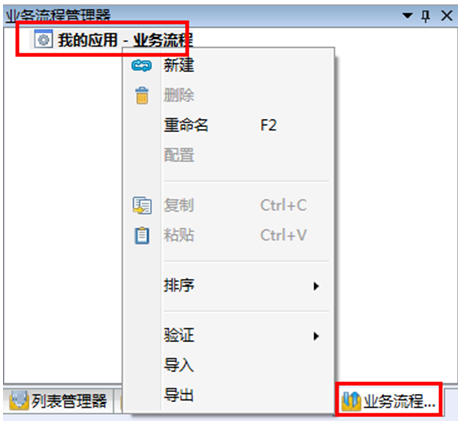 业务流程管理器
我的应用 - 业务流程
新建
删除
重命名 F2
配置
复制 Ctrl+C
粘贴 Ctrl+V
排序
验证
导入
导出
列表管理器
业务流程...